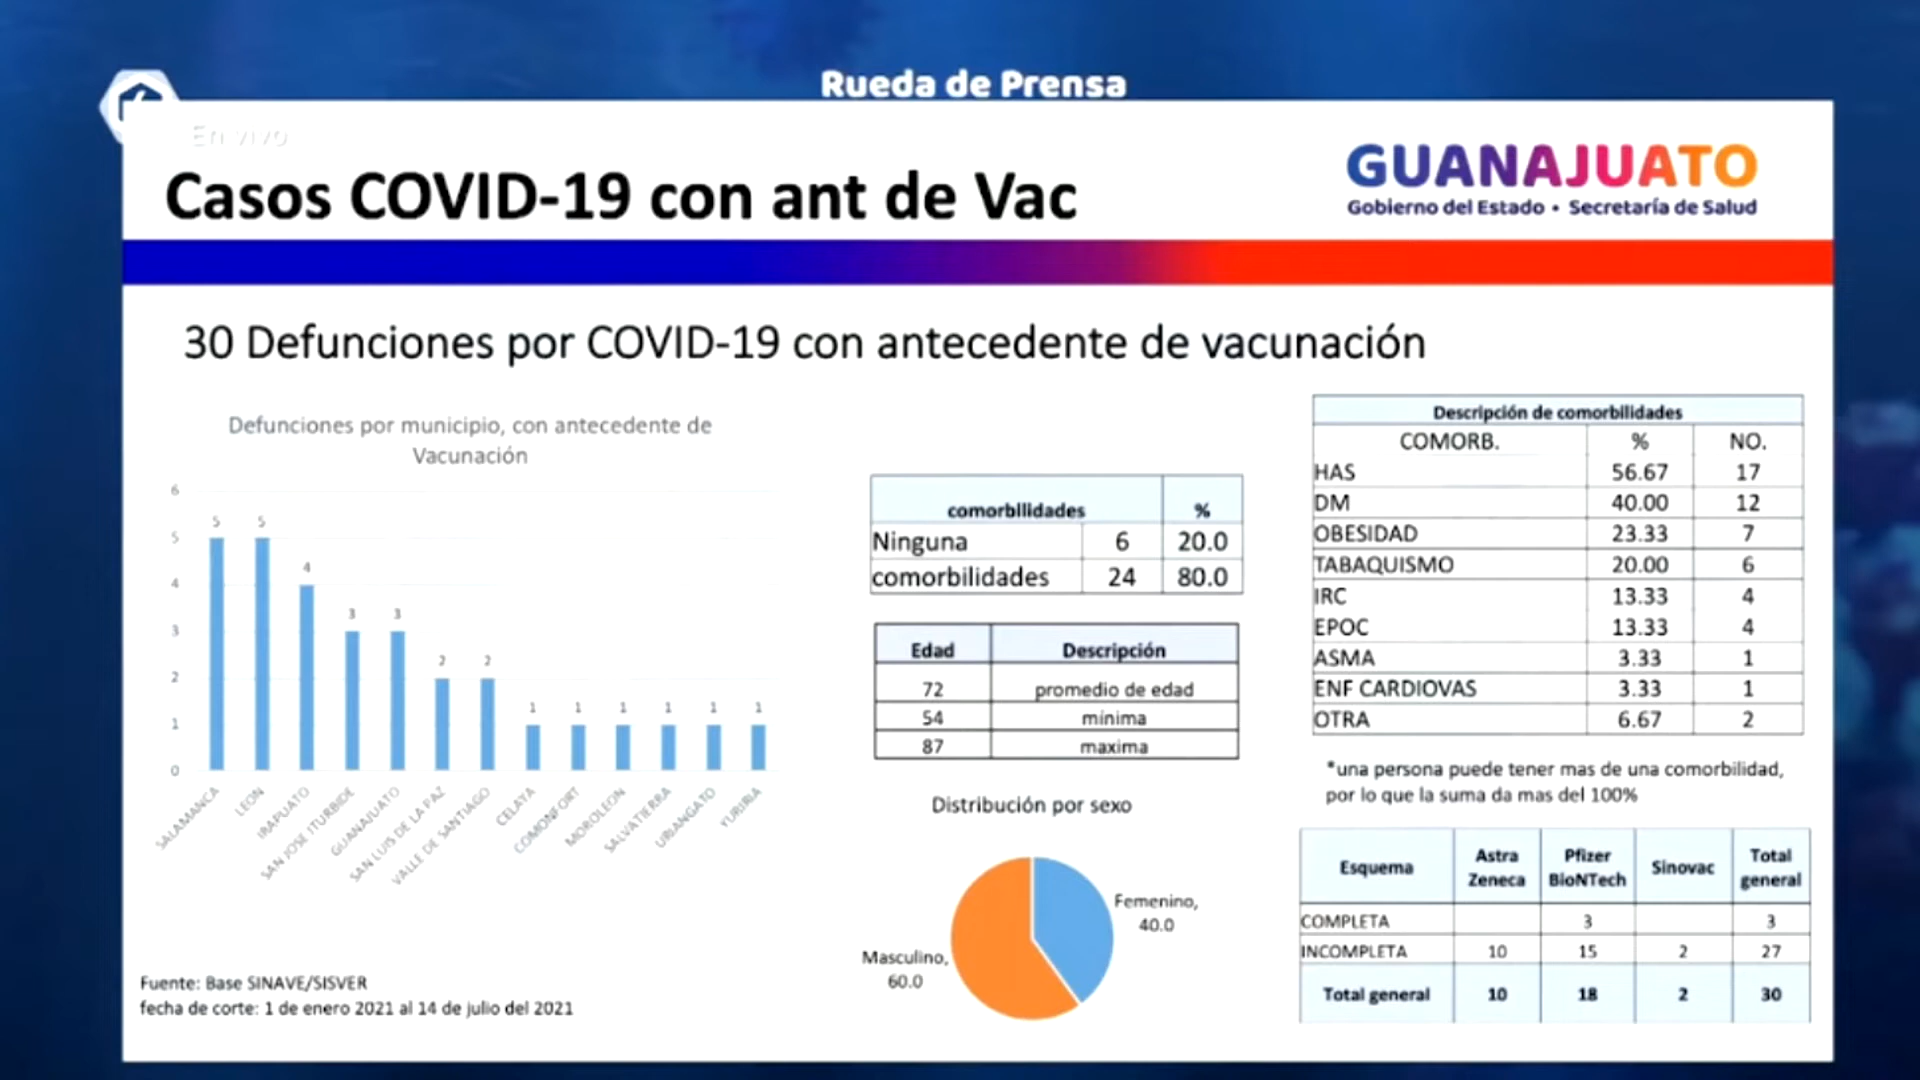 Rueda de Prensa
En vivo
Casos COVID-19 con ant de Vac
GUANAJUATO
Gobierno del Estado • Secretaría de Salud
30 Defunciones por COVID-19 con antecedente de vacunación
Defunciones por municipio, con antecedente de
Vacunación
6
5
4
3
2
1
0
5 5 4 3 3 2 2 1 1 1 1 1 1
SALAMANCA
LEON
IRAPUATO
SAN JOSE ITURBIDE
GUANAJUATO
SAN LUIS DE LA PAZ
VALLE DE SANTIAGO
CELAYA
COMONFORT
MOROLEON
SALVATIERRA
URIANGATO
YURIRIA
Fuente: Base SINAVE/SISVER
fecha de corte: 1 de enero 2021 al 14 de julio del 2021
comorbilidades %
Ninguna 6 20.0
comorbilidades 24 80.0
Edad Descripción
72 promedio de edad
54 mínima
87 maxima
Distribución por sexo
Femenino,
40.0
Masculino,
60.0
Descripción de comorbilidades
COMORB. % NO.
HAS 56.67 17
DM 40.00 12
OBESIDAD 23.33 7
TABAQUISMO 20.00 6
IRC 13.33 4
EPOC 13.33 4
ASMA 3.33 1
ENF CARDIOVAS 3.33 1
OTRA 6.67 2
*una persona puede tener mas de una comorbilidad,
por lo que la suma da mas del 100%
Esquema Astra Zeneca Pfizer BioNTech Sinovac Total general
COMPLETA 3 3
INCOMPLETA 10 15 2 27
Total general 10 18 2 30